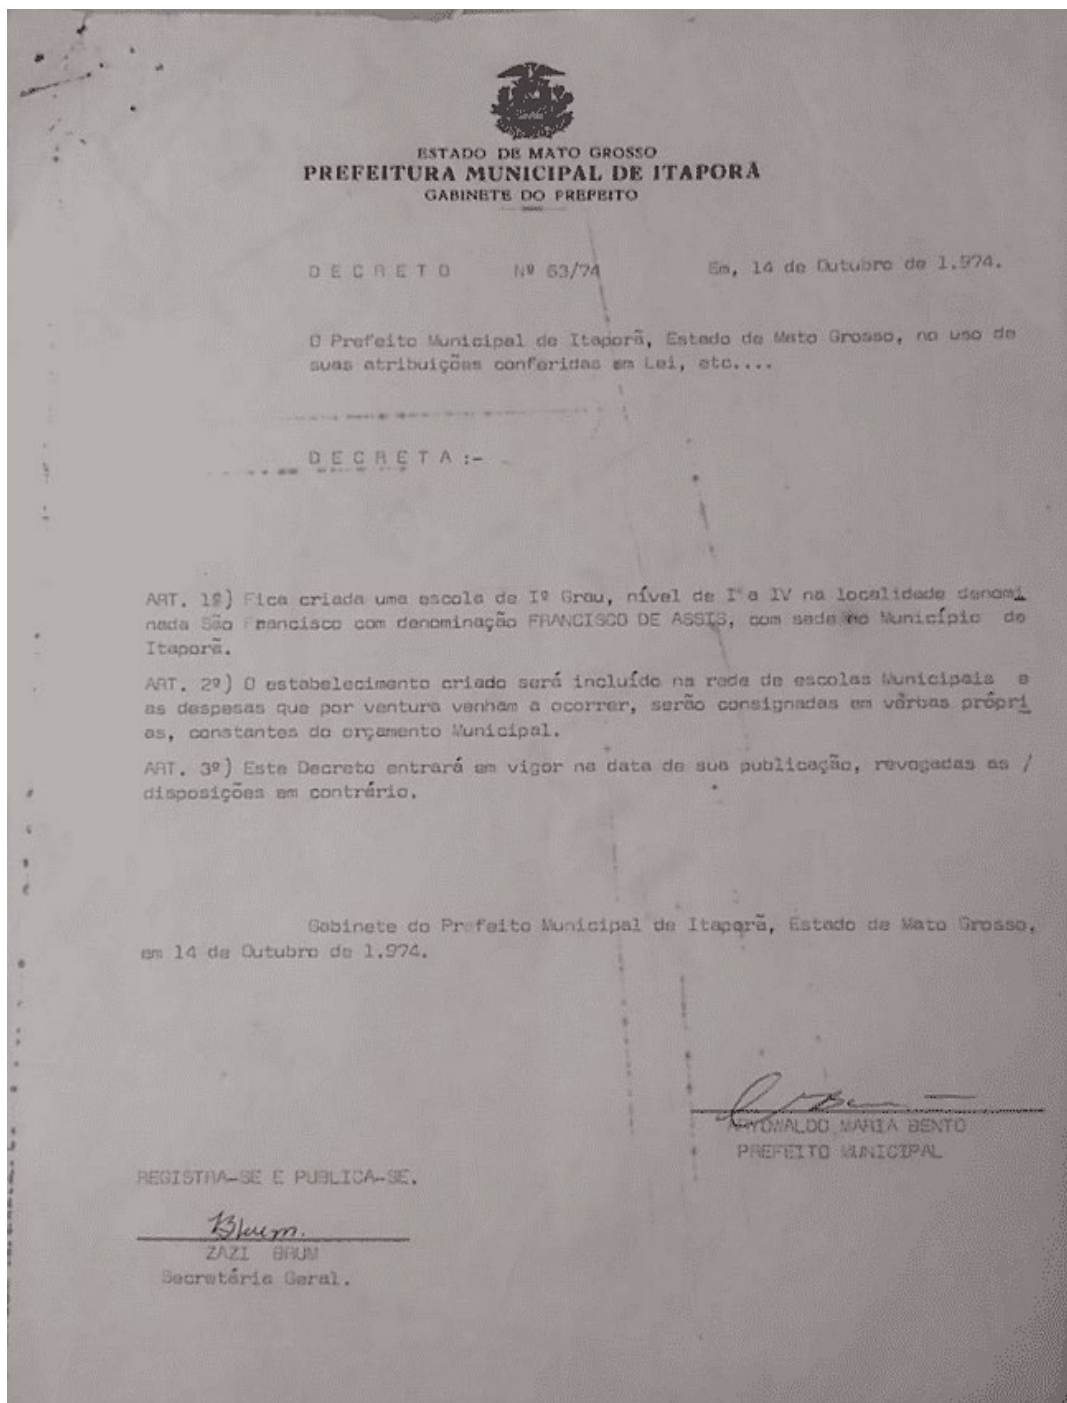 ESTADO DE MATO GROSSO
PREFEITURA MUNICIPAL DE ITAPORÃ
GABINETE DO PREFEITO
DECRETO Nº 63/74 Em, 14 de Outubro de 1.974.
O Prefeito Municipal de Itaporã, Estado de Mato Grosso, no uso de
suas atribuições conferidas em Lei, etc....
DECRETA:-
ART. 1º) Fica criada uma escola de Iº Grau, nível de I a IV na localidade denomi
nada São Francisco com denominação FRANCISCO DE ASSIS, com sede no Município de
Itaporã.
ART. 2º) O estabelecimento criado será incluído na rede de escolas Municipais e
as despesas que por ventura venham a ocorrer, serão consignadas em vérbas própri
as, constantes do orçamento Municipal.
ART. 3º) Este Decreto entrará em vigor na data de sua publicação, revogadas as /
disposições em contrário.
Gabinete do Prefeito Municipal de Itaporã, Estado de Mato Grosso,
em 14 de Outubro de 1.974.
ARYOWALDO MARIA BENTO
PREFEITO MUNICIPAL
REGISTRA-SE E PUBLICA-SE.
ZAZI BRUM
Secretária Geral.